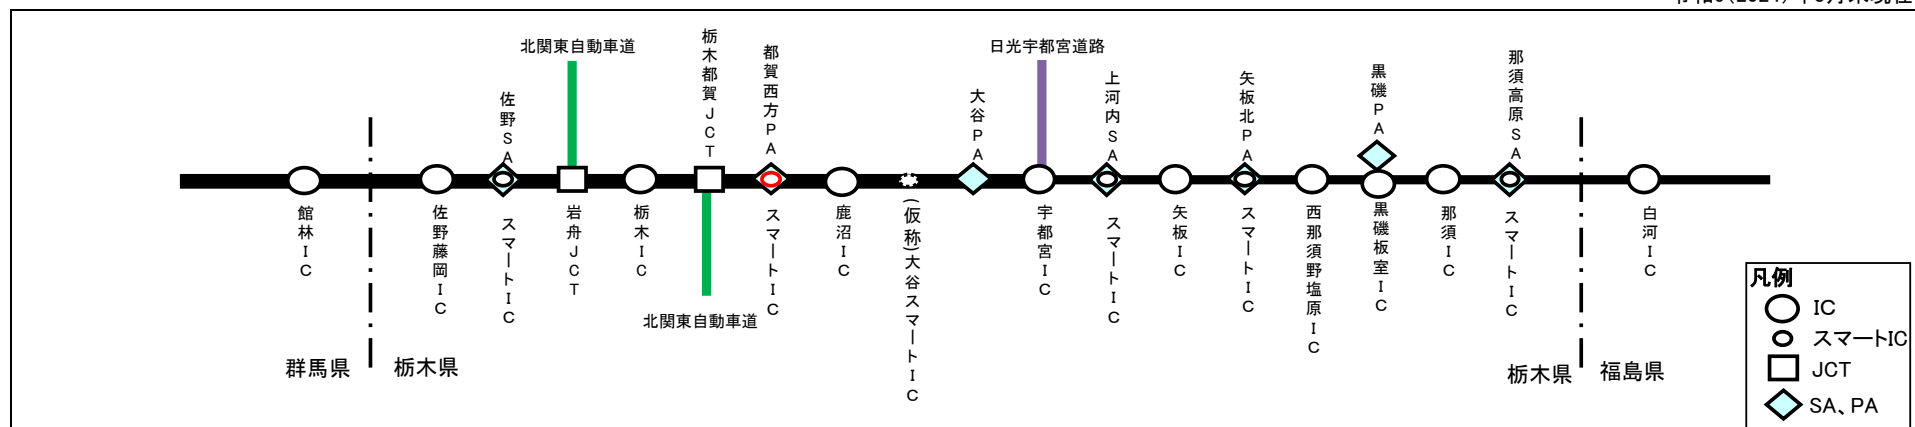 北関東自動車道
栃木都賀JCT
都賀西方PA
日光宇都宮道路
上河内SA
矢板北PA
黒磯PA
那須高原SA
佐野SA
大谷PA
館林IC
佐野藤岡IC
スマートIC
岩舟JCT
栃木IC
スマートIC
鹿沼IC
(仮称)大谷スマートIC
宇都宮IC
スマートIC
矢板IC
スマートIC
西那須野塩原IC
黒磯板室IC
那須IC
スマートIC
白河IC
北関東自動車道
群馬県
栃木県
栃木県
福島県
凡例
IC
スマートIC
JCT
SA、PA